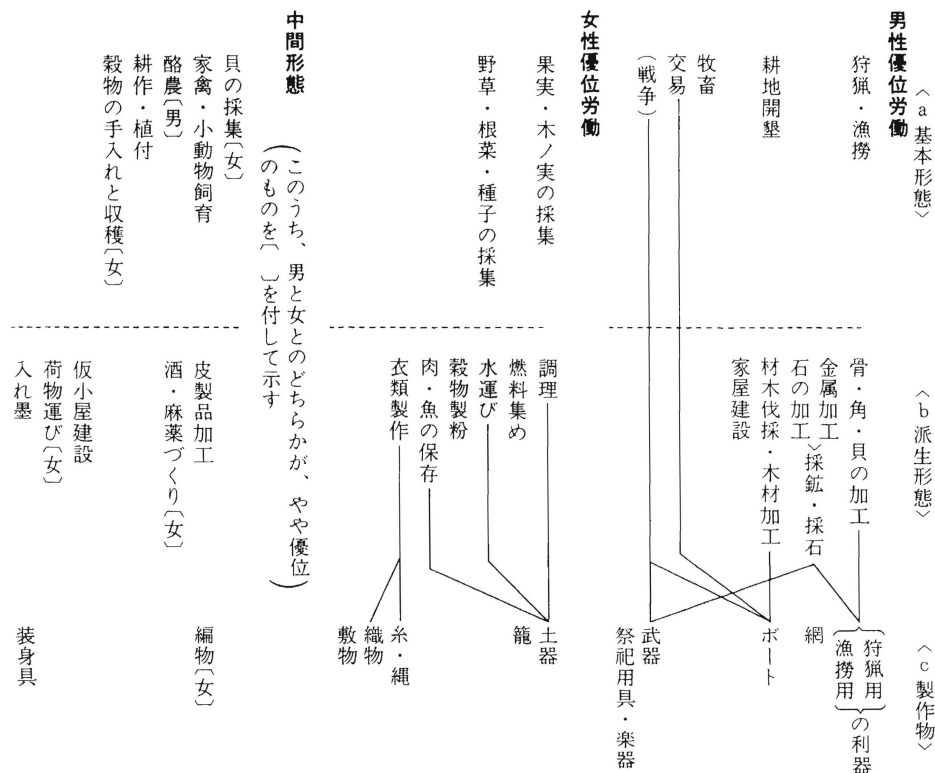 〈a 基本形態〉
〈b 派生形態〉
〈c 製作物〉
男性優位労働
狩猟・漁撈
骨・角・貝の加工
狩猟用
漁撈用
の利器
金属加工
石の加工
〉採鉱・採石
網
耕地開墾
材木伐採・木材加工
ボート
家屋建設
牧畜
交易
(戦争)
武器
祭祀用具・楽器
女性優位労働
果実・木ノ実の採集
調理
土器
燃料集め
籠
野草・根菜・種子の採集
水運び
穀物製粉
肉・魚の保存
衣類製作
糸・縄
織物
敷物
中間形態
(このうち、男と女とのどちらかが、やや優位
のものを〔 〕を付して示す)
貝の採集〔女〕
家禽・小動物飼育
皮製品加工
編物〔女〕
酪農〔男〕
酒・麻薬づくり〔女〕
耕作・植付
穀物の手入れと収穫〔女〕
仮小屋建設
荷物運び〔女〕
入れ墨
装身具